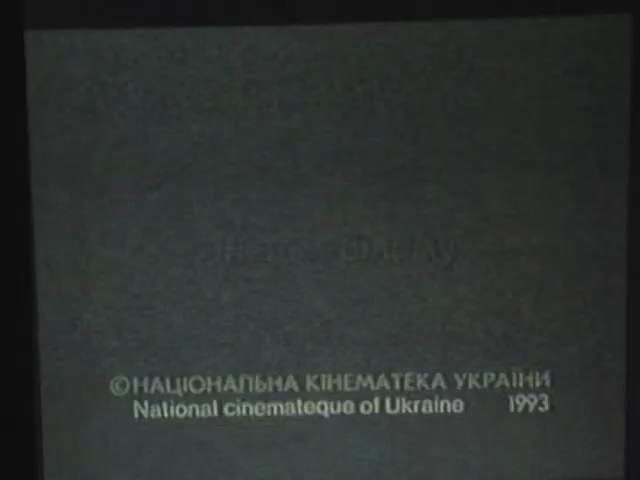 ©НАЦІОНАЛЬНА КІНЕМАТЕКА УКРАЇНИ
National cinemateque of Ukraine 1993